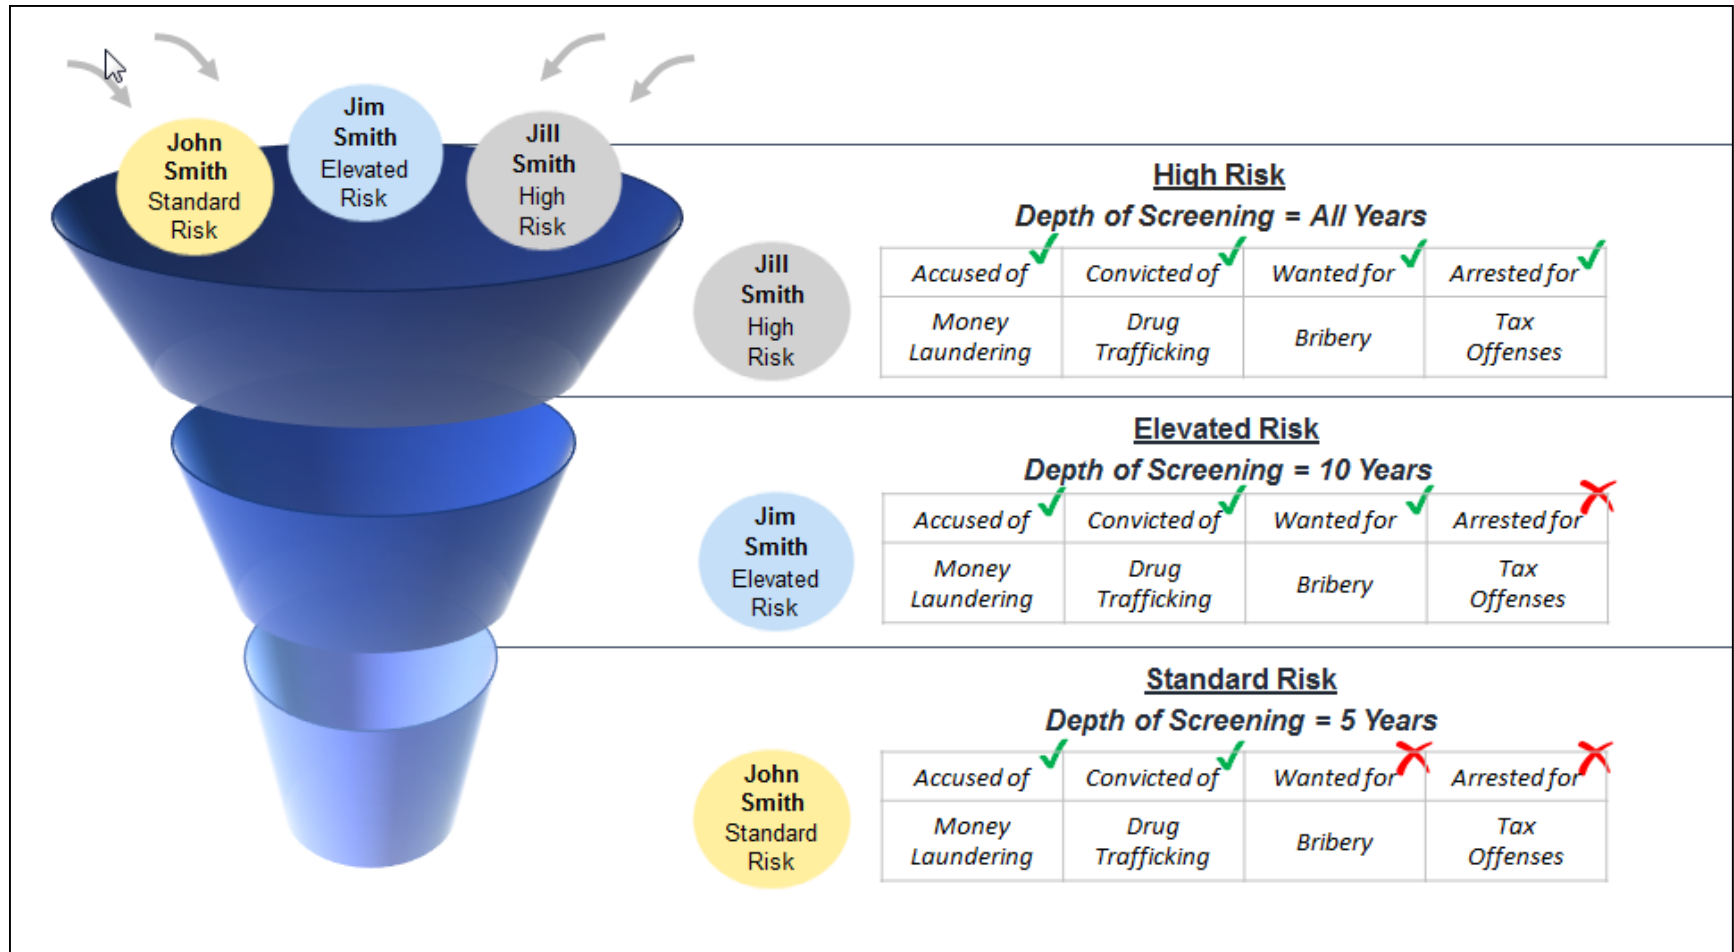 John
Smith
Standard
Risk
Jim
Smith
Elevated
Risk
Jill
Smith
High
Risk
High Risk
Depth of Screening = All Years
Jill
Smith
High
Risk
Accused of
Convicted of
Wanted for
Arrested for
Money
Laundering
Drug
Trafficking
Bribery
Tax
Offenses
Elevated Risk
Depth of Screening = 10 Years
Jim
Smith
Elevated
Risk
Accused of
Convicted of
Wanted for
Arrested for
Money
Laundering
Drug
Trafficking
Bribery
Tax
Offenses
Standard Risk
Depth of Screening = 5 Years
John
Smith
Standard
Risk
Accused of
Convicted of
Wanted for
Arrested for
Money
Laundering
Drug
Trafficking
Bribery
Tax
Offenses